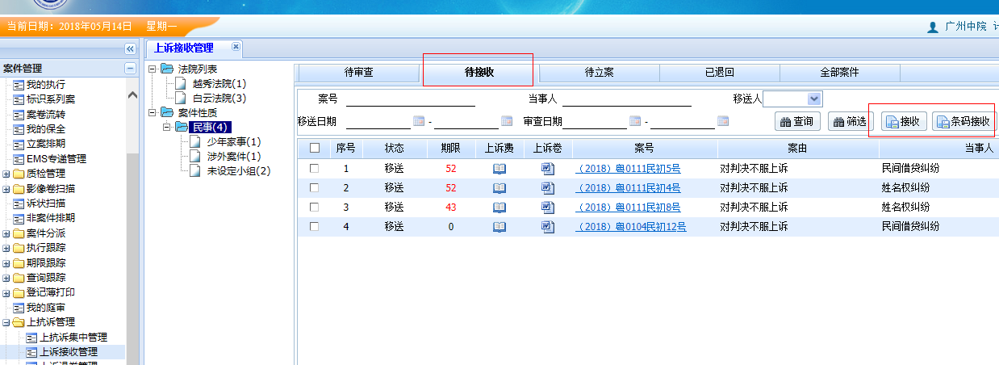 当前日期：2018年05月14日 星期一
广州中院
案件管理
我的执行
标识系列案
案卷流转
我的保全
立案排期
EMS专递管理
质检管理
影像卷扫描
诉状扫描
非案件排期
案件分派
执行跟踪
期限跟踪
查询跟踪
登记薄打印
我的庭审
上抗诉管理
上抗诉集中管理
上诉接收管理
上诉接收管理
法院列表
越秀法院(1)
白云法院(3)
案件性质
民事(4)
少年家事(1)
涉外案件(1)
未设定小组(2)
待审查 待接收 待立案 已退回 全部案件
案号 当事人 移送人
移送日期 - 审查日期 - 查询 筛选 接收 条码接收
序号 状态 期限 上诉费 上诉卷 案号 案由 当事人
1 移送 52 （2018）粤0111民初5号 对判决不服上诉 民间借贷纠纷
2 移送 52 （2018）粤0111民初4号 对判决不服上诉 姓名权纠纷
3 移送 43 （2018）粤0111民初8号 对判决不服上诉 姓名权纠纷
4 移送 0 （2018）粤0104民初12号 对判决不服上诉 民间借贷纠纷